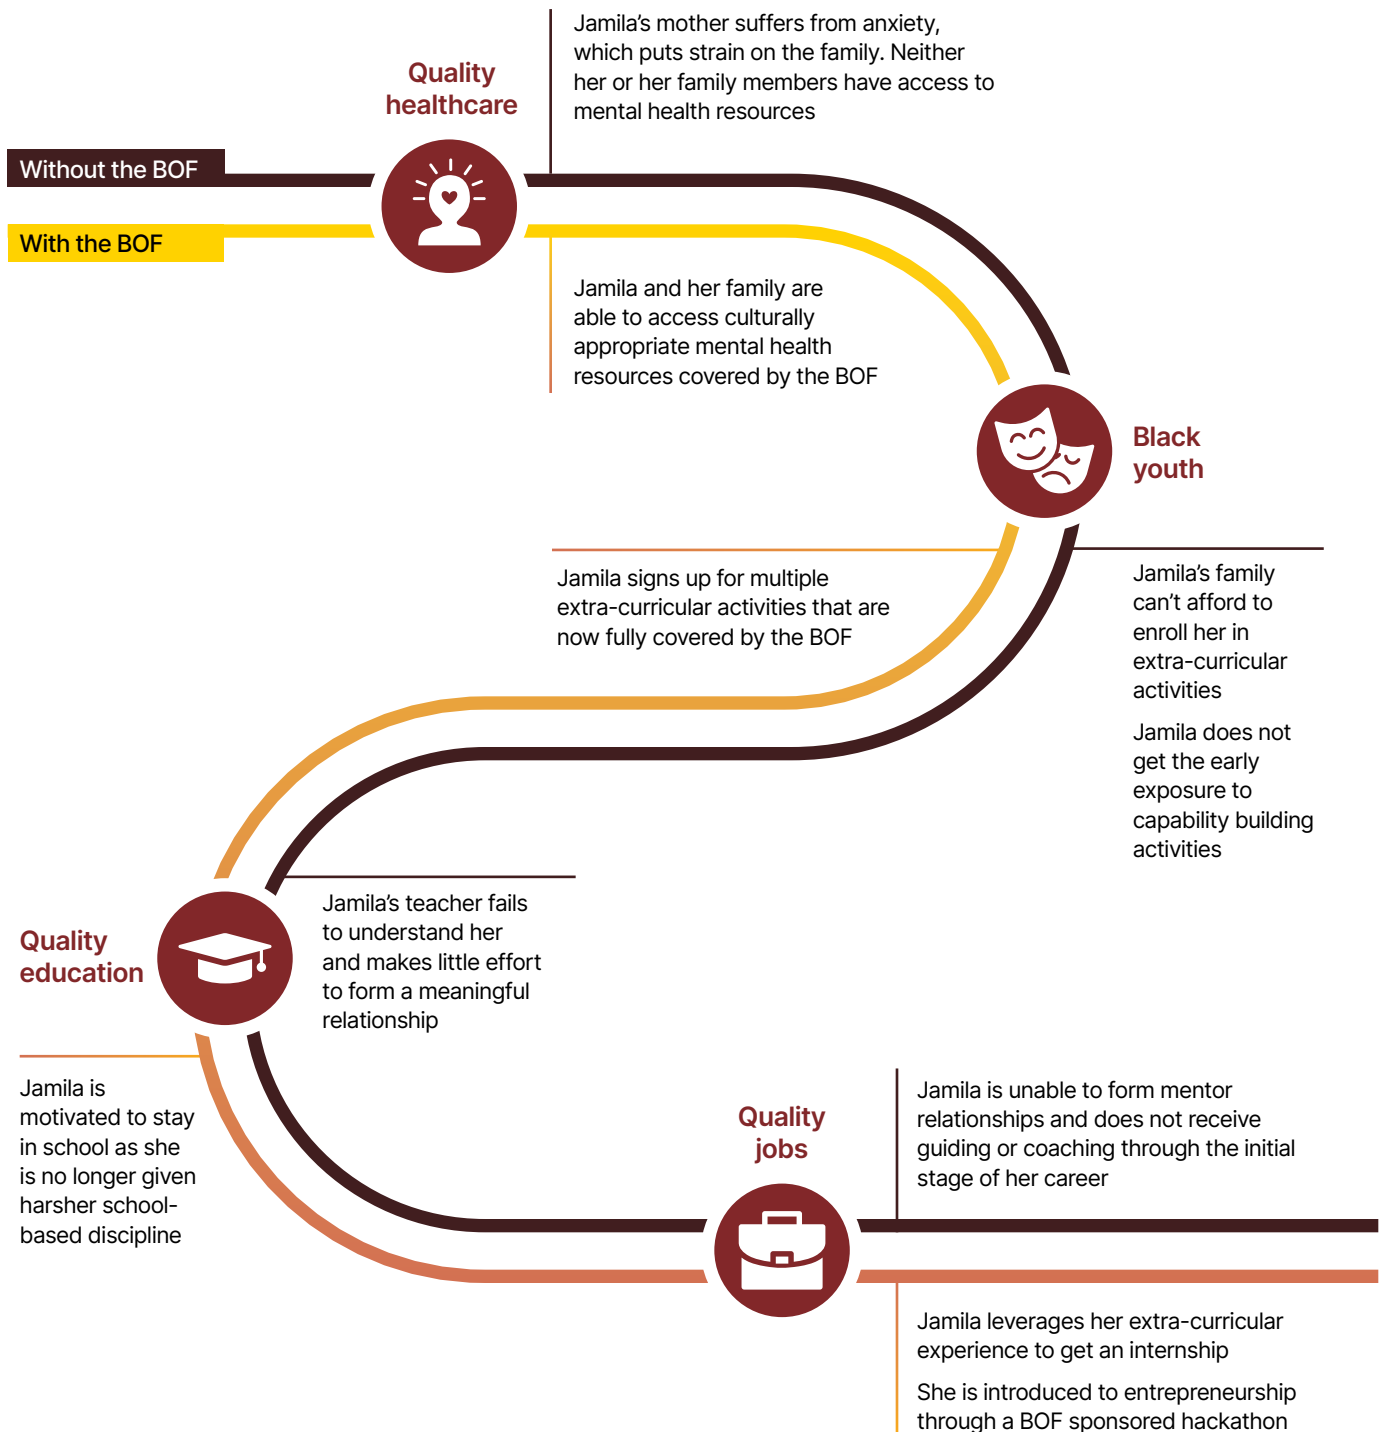 Jamila’s mother suffers from anxiety,
which puts strain on the family. Neither
her or her family members have access to
mental health resources
Quality
healthcare
Without the BOF
With the BOF
Jamila and her family are
able to access culturally
appropriate mental health
resources covered by the BOF
Black
youth
Jamila signs up for multiple
extra-curricular activities that are
now fully covered by the BOF
Jamila’s family
can’t afford to
enroll her in
extra-curricular
activities
Jamila does not
get the early
exposure to
capability building
activities
Quality
education
Jamila’s teacher fails
to understand her
and makes little effort
to form a meaningful
relationship
Jamila is
motivated to stay
in school as she
is no longer given
harsher school-
based discipline
Quality
jobs
Jamila is unable to form mentor
relationships and does not receive
guiding or coaching through the initial
stage of her career
Jamila leverages her extra-curricular
experience to get an internship
She is introduced to entrepreneurship
through a BOF sponsored hackathon